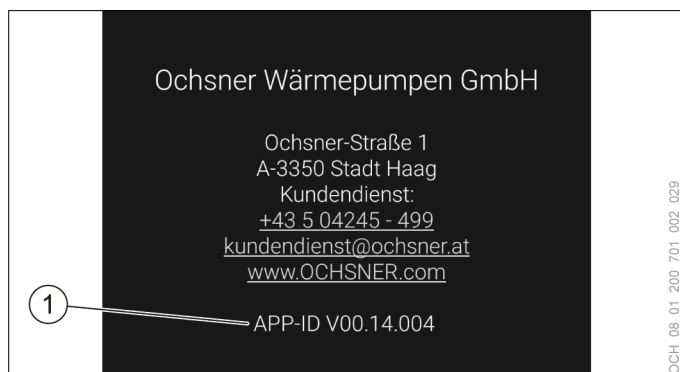 Ochsner Wärmepumpen GmbH
Ochsner-Straße 1
A-3350 Stadt Haag
Kundendienst:
+43 5 04245 - 499
kundendienst@ochsner.at
www.OCHSNER.com
1
APP-ID V00.14.004
OCH 08 01 200 701 002 029